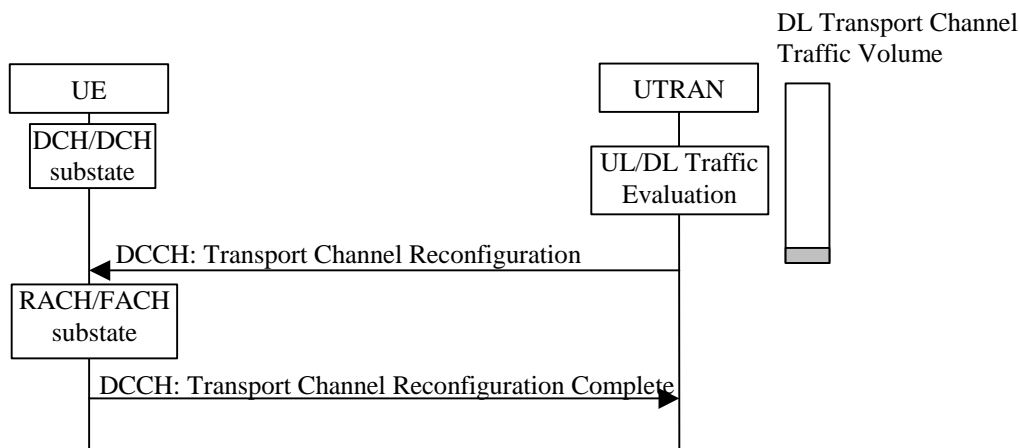 DL Transport Channel
Traffic Volume
UE
UTRAN
DCH/DCH
substate
UL/DL Traffic
Evaluation
DCCH: Transport Channel Reconfiguration
RACH/FACH
substate
DCCH: Transport Channel Reconfiguration Complete